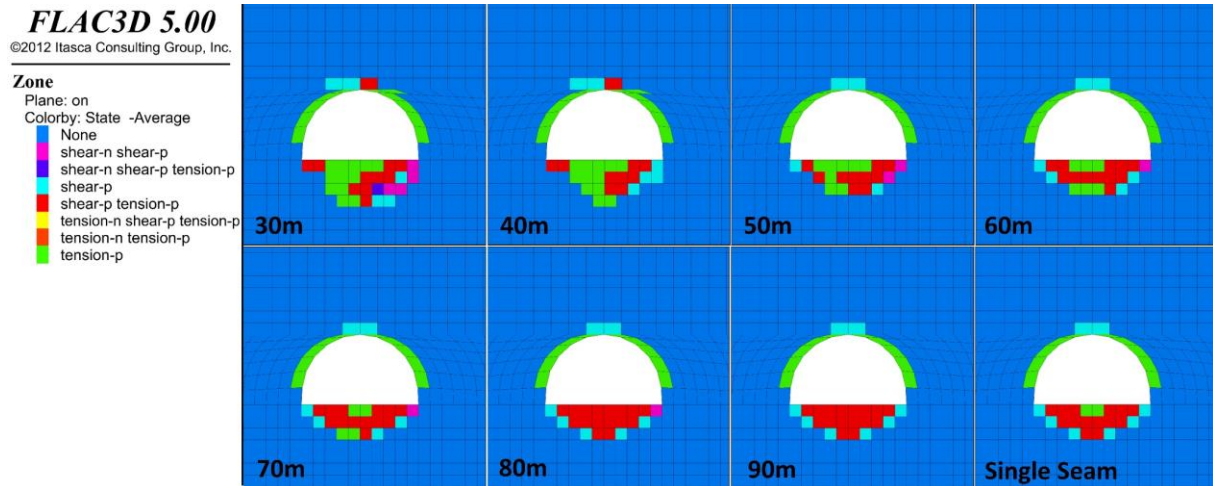 FLAC3D 5.00
©2012 Itasca Consulting Group, Inc.
Zone
Plane: on
Colorby: State -Average
None
shear-n shear-p
shear-n shear-p tension-p
shear-p
shear-p tension-p
tension-n shear-p tension-p
tension-n tension-p
tension-p
30m
40m
50m
60m
70m
80m
90m
Single Seam